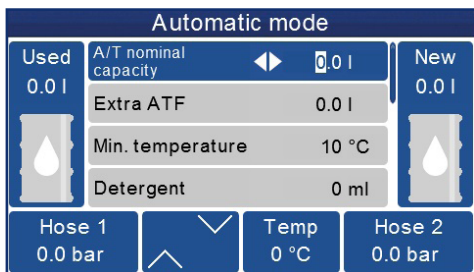 Automatic mode
Used
0.0 l
A/T nominal
capacity
0.0 l
New
0.0 l
Extra ATF
0.0 l
Min. temperature
10 °C
Detergent
0 ml
Hose 1
0.0 bar
Temp
0 °C
Hose 2
0.0 bar